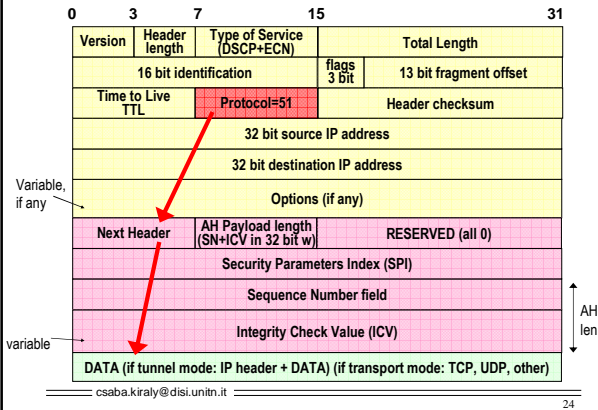 0 3 7 15 31
Version Header length Type of Service (DSCP+ECN) Total Length
16 bit identification flags 3 bit 13 bit fragment offset
Time to Live TTL Protocol=51 Header checksum
32 bit source IP address
32 bit destination IP address
Variable, if any
Options (if any)
Next Header AH Payload length (SN+ICV in 32 bit w) RESERVED (all 0)
Security Parameters Index (SPI)
Sequence Number field
AH len
Integrity Check Value (ICV)
variable
DATA (if tunnel mode: IP header + DATA) (if transport mode: TCP, UDP, other)
csaba.kiraly@disi.unitn.it
24